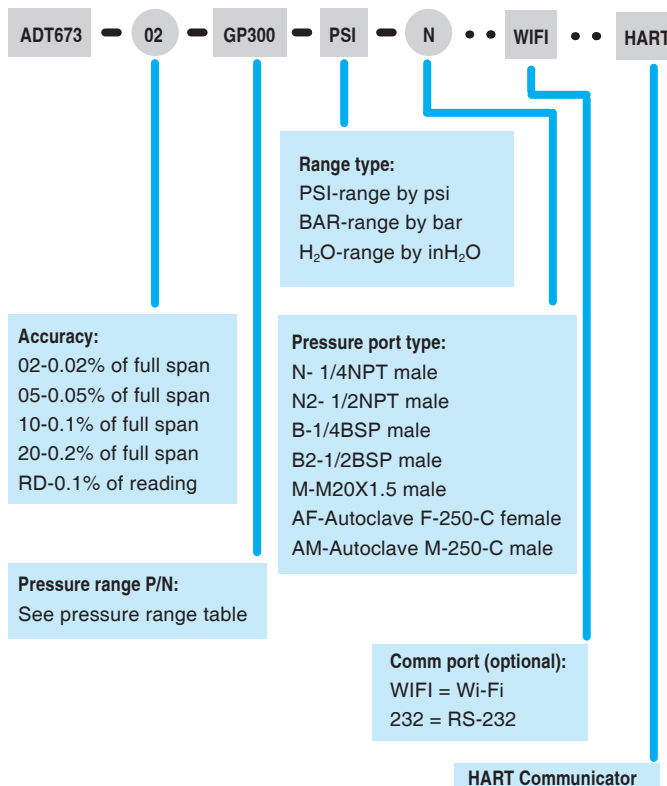 ADT673 – 02 – GP300 – PSI – N • • WIFI • • HART
Range type:
PSI-range by psi
BAR-range by bar
H₂O-range by inH₂O
Accuracy:
02-0.02% of full span
05-0.05% of full span
10-0.1% of full span
20-0.2% of full span
RD-0.1% of reading
Pressure port type:
N- 1/4NPT male
N2- 1/2NPT male
B-1/4BSP male
B2-1/2BSP male
M-M20X1.5 male
AF-Autoclave F-250-C female
AM-Autoclave M-250-C male
Pressure range P/N:
See pressure range table
Comm port (optional):
WIFI = Wi-Fi
232 = RS-232
HART Communicator